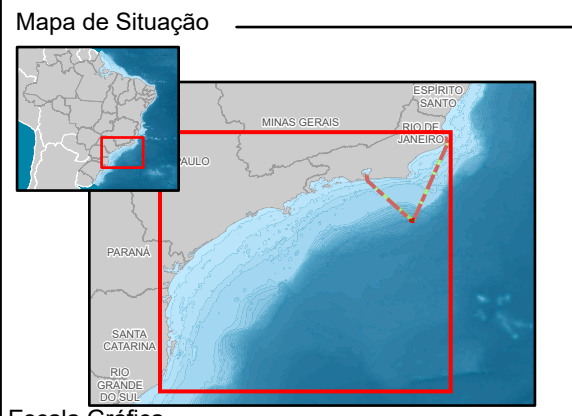 Mapa de Situação
ESPÍRITO
SANTO
MINAS GERAIS
RIO DE
JANEIRO
PAULO
PARANÁ
SANTA
CATARINA
RIO
GRANDE
DO SUL
Escala Gráfica